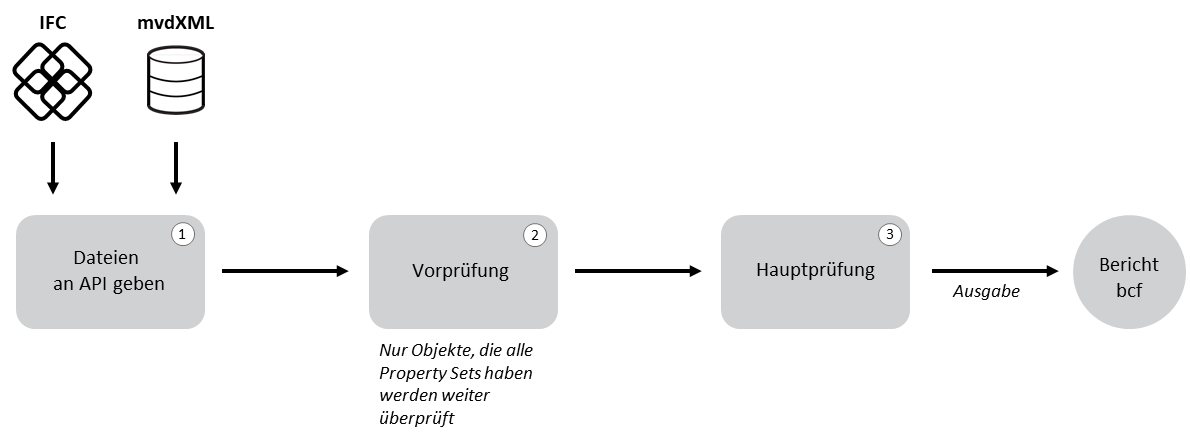 IFC
mvdXML
1
Dateien
an API geben
2
Vorprüfung
Nur Objekte, die alle
Property Sets haben
werden weiter
überprüft
3
Hauptprüfung
Ausgabe
Bericht
bcf